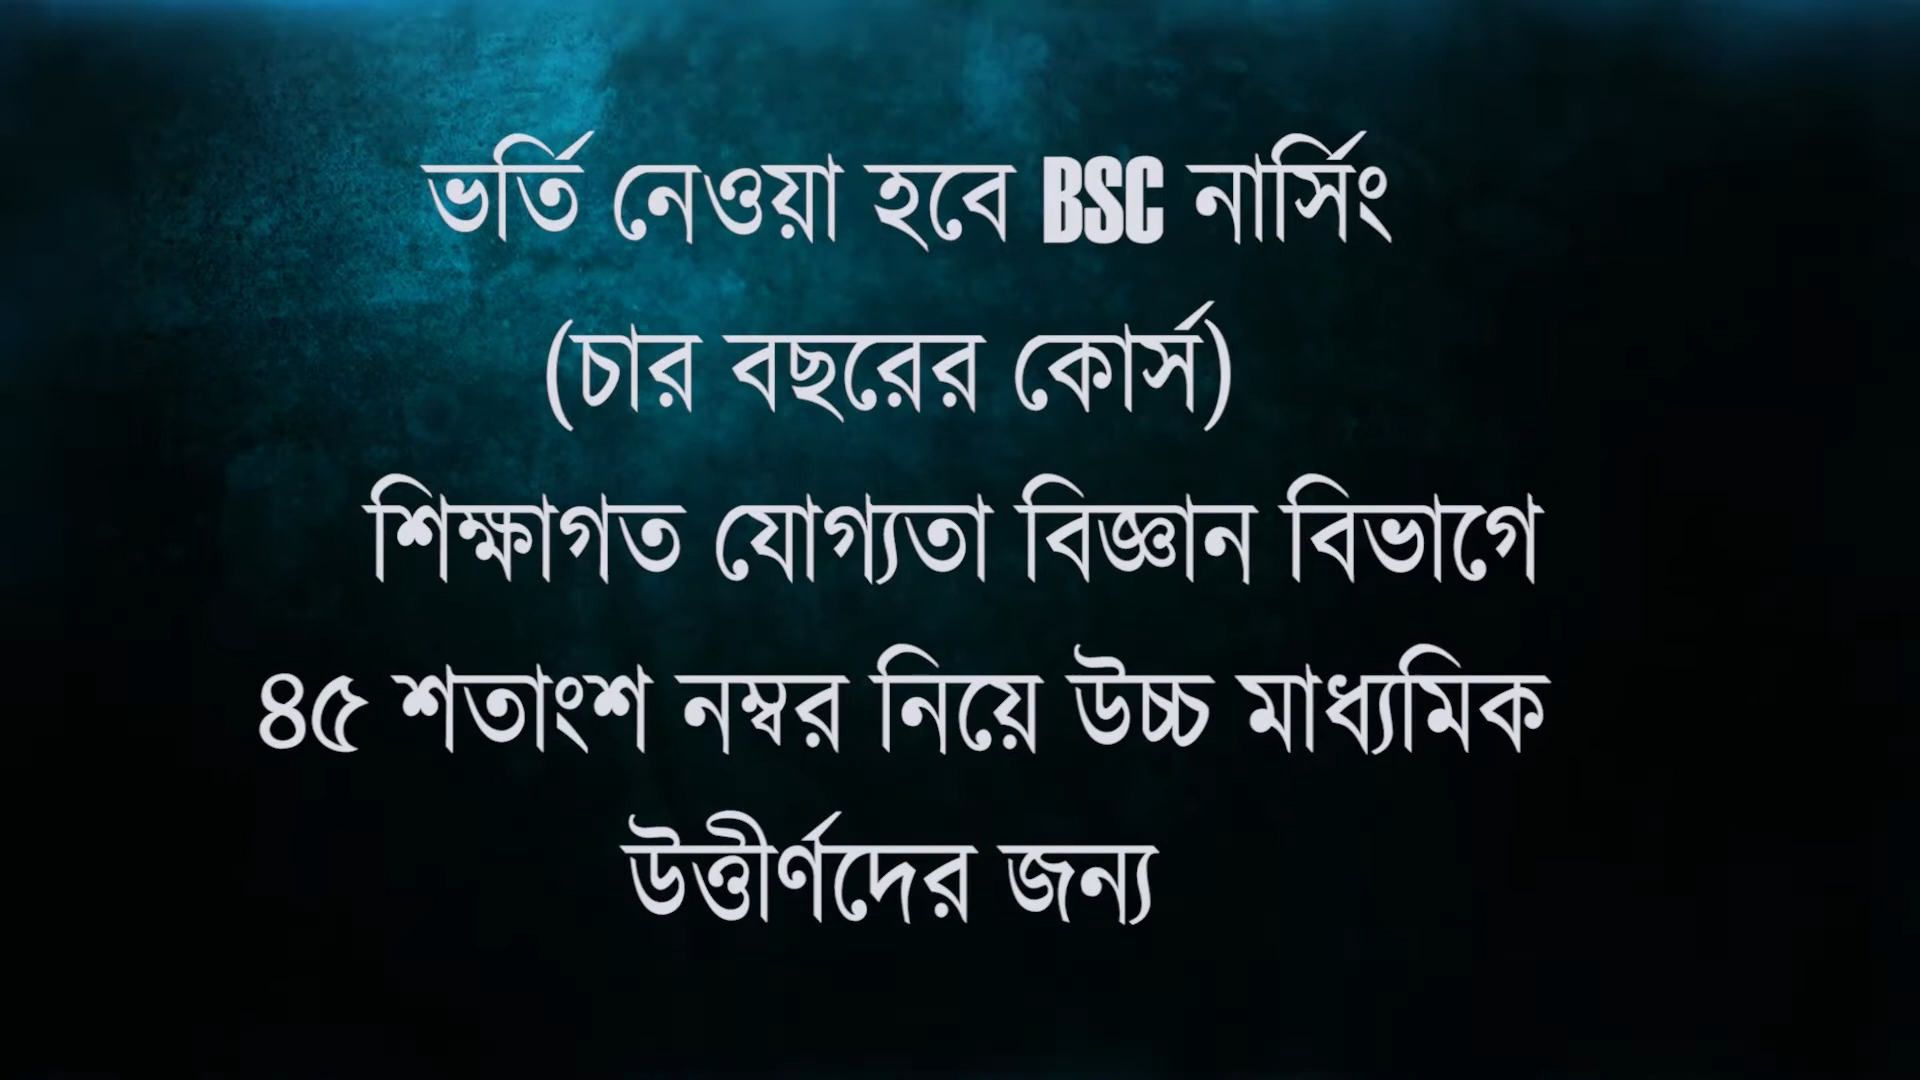 ভর্তি নেওয়া হবে BSC নার্সিং
(চার বছরের কোর্স)
শিক্ষাগত যোগ্যতা বিজ্ঞান বিভাগে
৪৫ শতাংশ নম্বর নিয়ে উচ্চ মাধ্যমিক
উত্তীর্ণদের জন্য